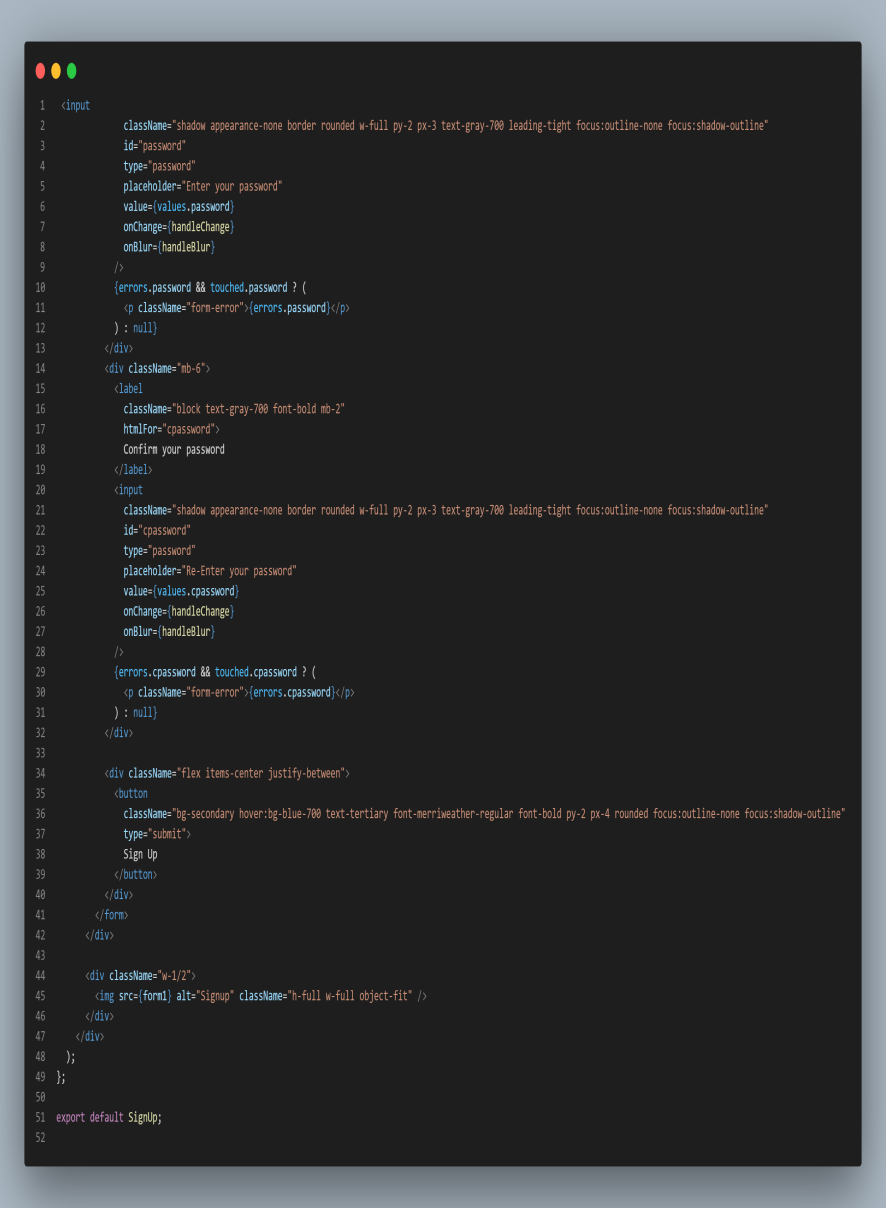 1 <input
2 className="shadow appearance-none border rounded w-full py-2 px-3 text-gray-700 leading-tight focus:outline-none focus:shadow-outline"
3 id="password"
4 type="password"
5 placeholder="Enter your password"
6 value={values.password}
7 onChange={handleChange}
8 onBlur={handleBlur}
9 />
10 {errors.password && touched.password ? (
11 <p className="form-error">{errors.password}</p>
12 ) : null}
13 </div>
14 <div className="mb-6">
15 <label
16 className="block text-gray-700 font-bold mb-2"
17 htmlFor="cpassword">
18 Confirm your password
19 </label>
20 <input
21 className="shadow appearance-none border rounded w-full py-2 px-3 text-gray-700 leading-tight focus:outline-none focus:shadow-outline"
22 id="cpassword"
23 type="password"
24 placeholder="Re-Enter your password"
25 value={values.cpassword}
26 onChange={handleChange}
27 onBlur={handleBlur}
28 />
29 {errors.cpassword && touched.cpassword ? (
30 <p className="form-error">{errors.cpassword}</p>
31 ) : null}
32 </div>
33
34 <div className="flex items-center justify-between">
35 <button
36 className="bg-secondary hover:bg-blue-700 text-tertiary font-merriweather-regular font-bold py-2 px-4 rounded focus:outline-none focus:shadow-outline"
37 type="submit">
38 Sign Up
39 </button>
40 </div>
41 </form>
42 </div>
43
44 <div className="w-1/2">
45 <img src={form1} alt="Signup" className="h-full w-full object-fit" />
46 </div>
47 </div>
48 );
49 };
50
51 export default SignUp;
52